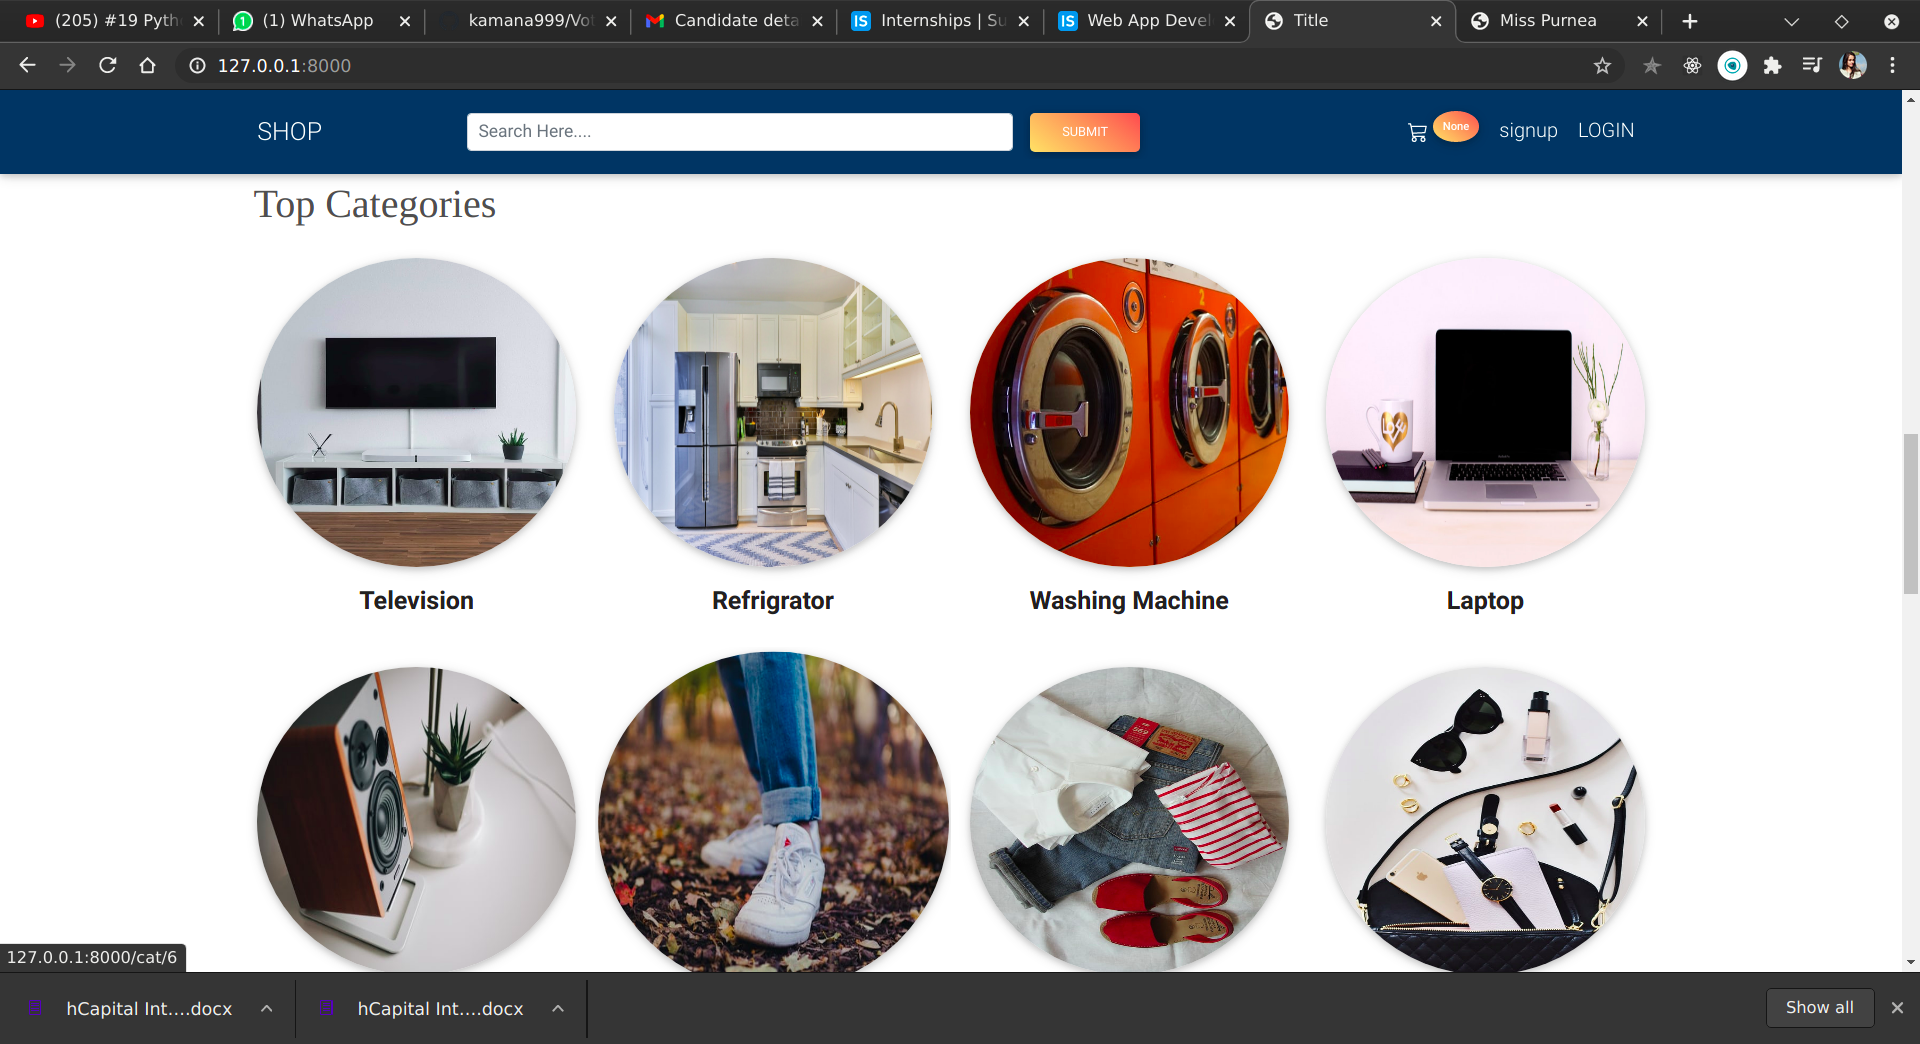 (205) #19 Pyth
(1) WhatsApp
kamana999/Vot
Candidate deta
Internships | Su
Web App Devel
Title
Miss Purnea
127.0.0.1:8000
SHOP
Search Here....
SUBMIT
None
signup
LOGIN
Top Categories
Television
Refrigrator
Washing Machine
Laptop
127.0.0.1:8000/cat/6
hCapital Int....docx
hCapital Int....docx
Show all